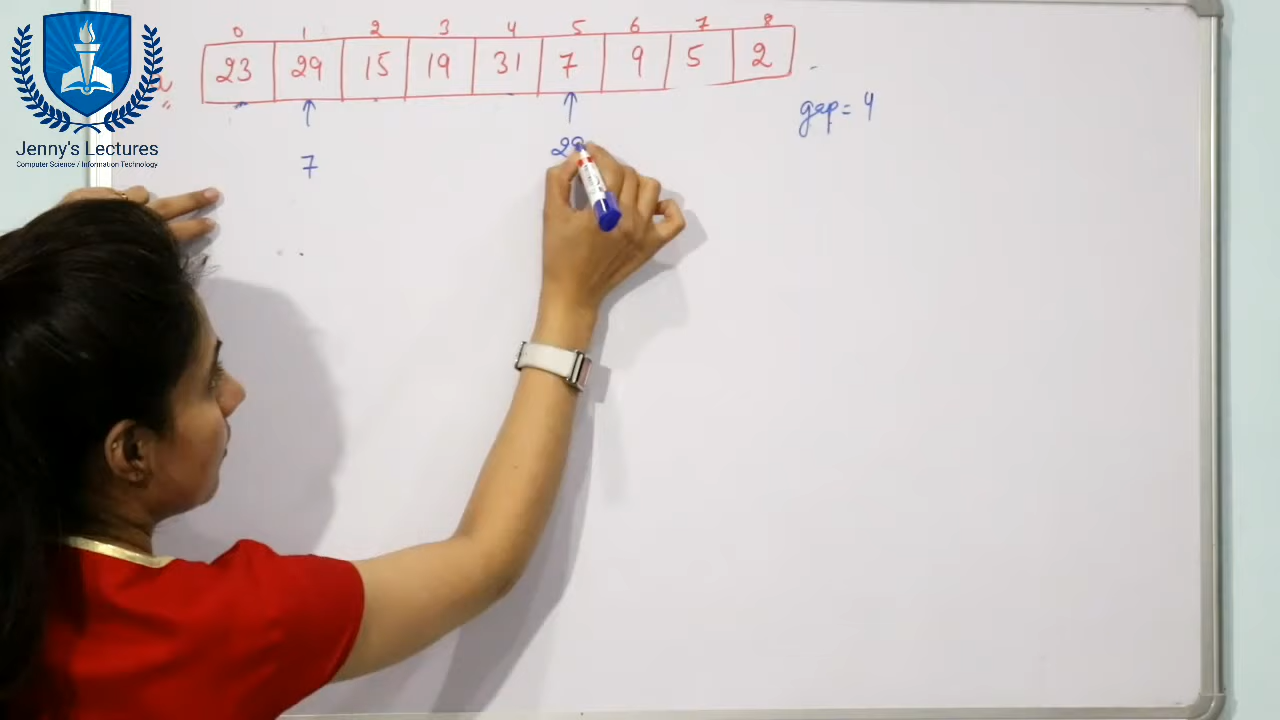 0 1 2 3 4 5 6 7 8
23 29 15 19 31 7 9 5 2
gap = 4
7 29
Jenny's Lectures
Computer Science / Information Technology